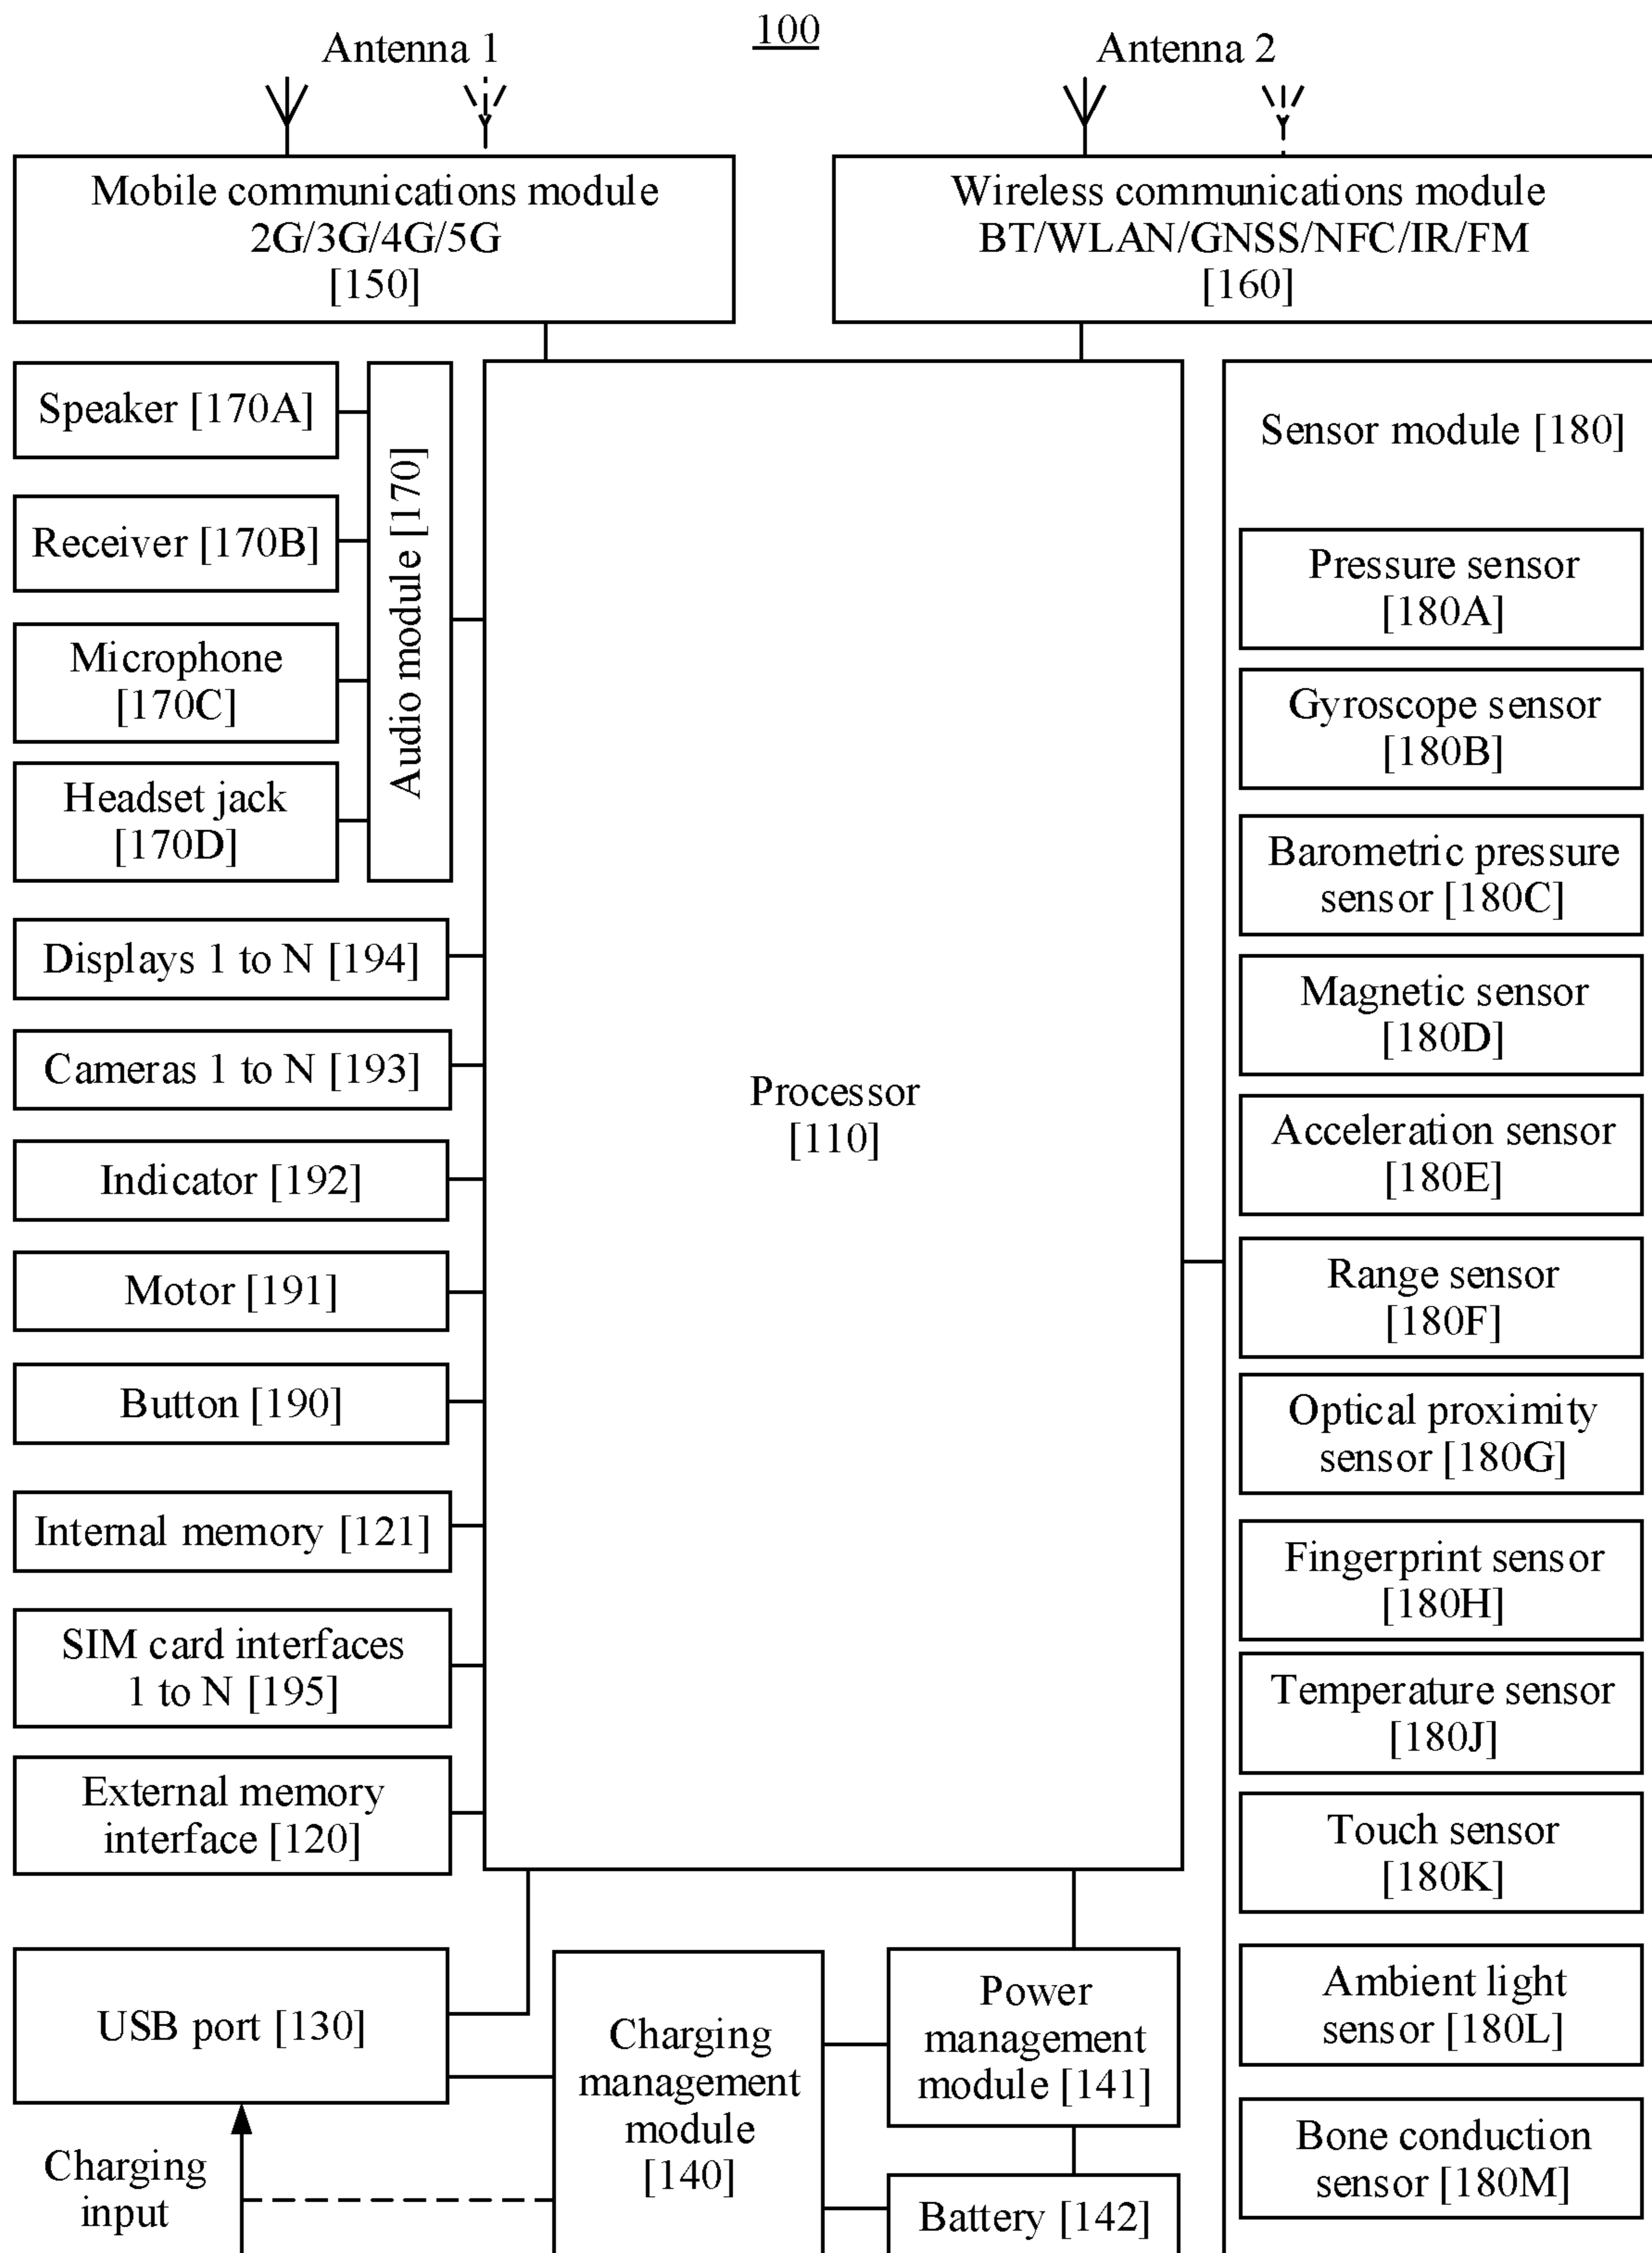 100
Antenna 1
Antenna 2
Mobile communications module
2G/3G/4G/5G
[150]
Wireless communications module
BT/WLAN/GNSS/NFC/IR/FM
[160]
Speaker [170A]
Receiver [170B]
Microphone
[170C]
Headset jack
[170D]
Audio module [170]
Displays 1 to N [194]
Cameras 1 to N [193]
Indicator [192]
Motor [191]
Button [190]
Internal memory [121]
SIM card interfaces
1 to N [195]
External memory
interface [120]
Processor
[110]
Sensor module [180]
Pressure sensor
[180A]
Gyroscope sensor
[180B]
Barometric pressure
sensor [180C]
Magnetic sensor
[180D]
Acceleration sensor
[180E]
Range sensor
[180F]
Optical proximity
sensor [180G]
Fingerprint sensor
[180H]
Temperature sensor
[180J]
Touch sensor
[180K]
Ambient light
sensor [180L]
Bone conduction
sensor [180M]
USB port [130]
Charging
input
Charging
management
module
[140]
Power
management
module [141]
Battery [142]